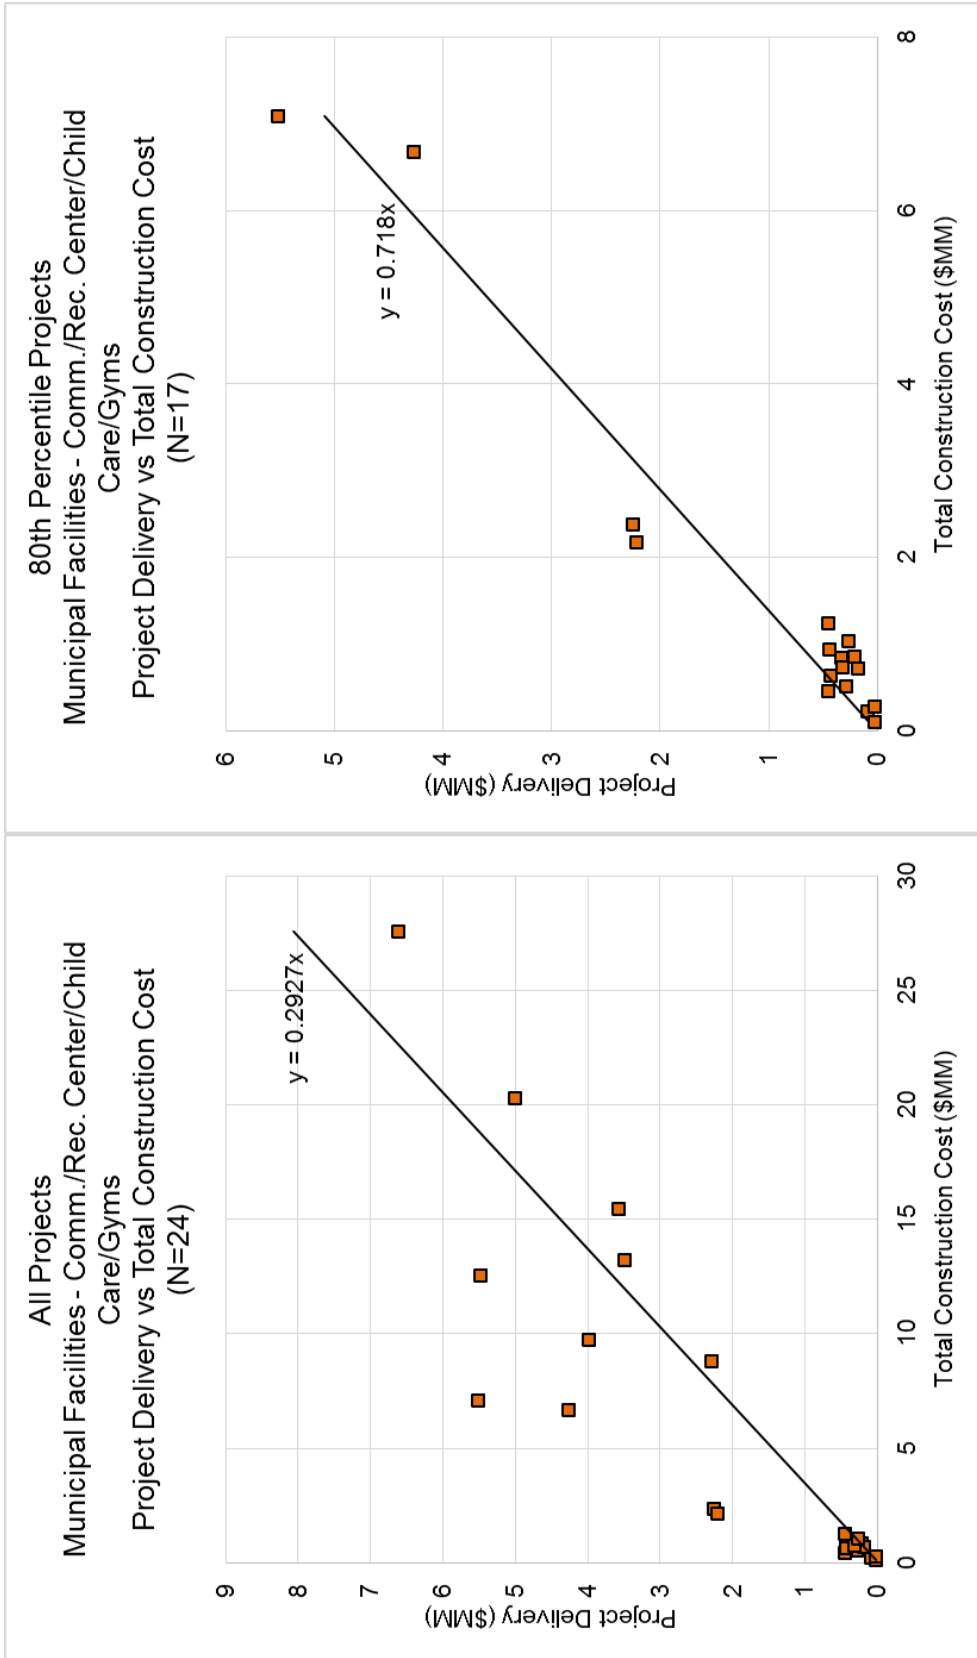 All Projects
Municipal Facilities - Comm./Rec. Center/Child
Care/Gyms
Project Delivery vs Total Construction Cost
(N=24)
Project Delivery ($MM)
9
8
7
6
5
4
3
2
1
0
y = 0.2927x
0
5
10
15
20
25
30
Total Construction Cost ($MM)
80th Percentile Projects
Municipal Facilities - Comm./Rec. Center/Child
Care/Gyms
Project Delivery vs Total Construction Cost
(N=17)
Project Delivery ($MM)
6
5
4
3
2
1
0
y = 0.718x
0
2
4
6
8
Total Construction Cost ($MM)